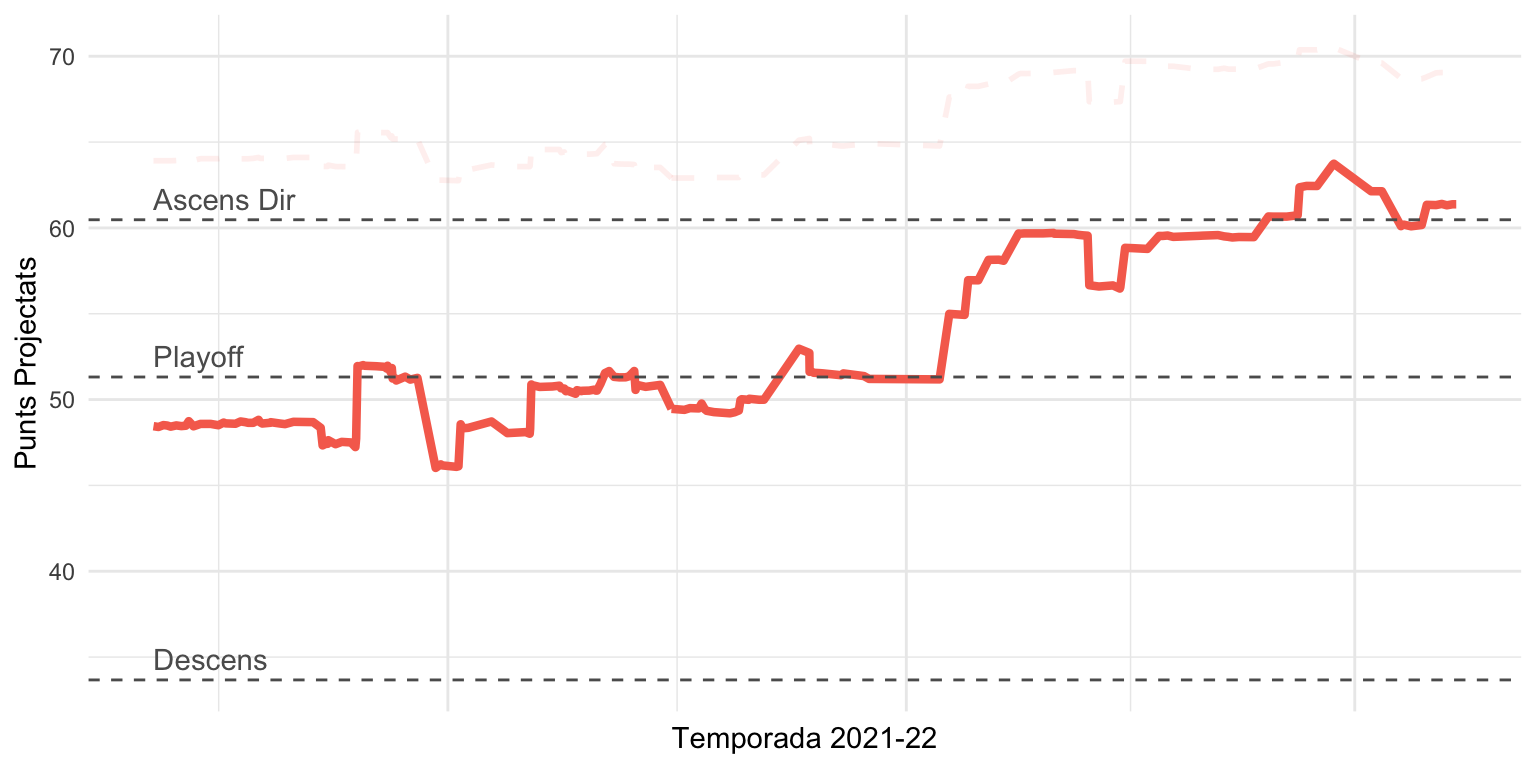 70
Ascens Dir
60
Playoff
50
40
Descens
Punts Projectats
Temporada 2021-22